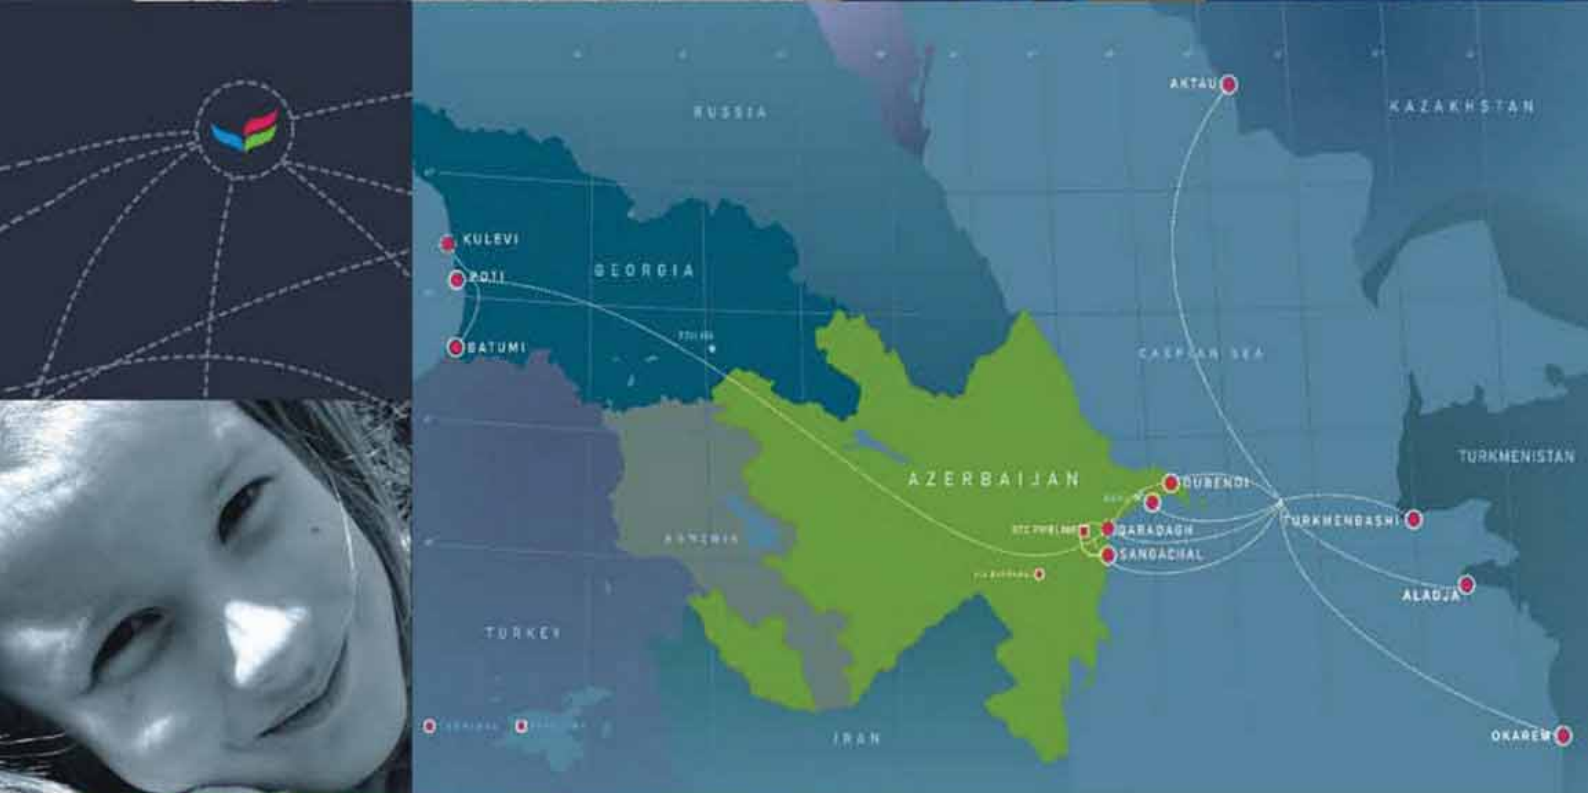 AKTAU
KAZAKHSTAN
RUSSIA
KULEVI
GEORGIA
POTI
BATUMI
CASPIAN SEA
TURKMENISTAN
AZERBAIJAN
DUBENDI
TURKMENBASHI
QARADAGH
ARMENIA
SANGACHAL
ALADJA
TURKEY
IRAN
OKAREM